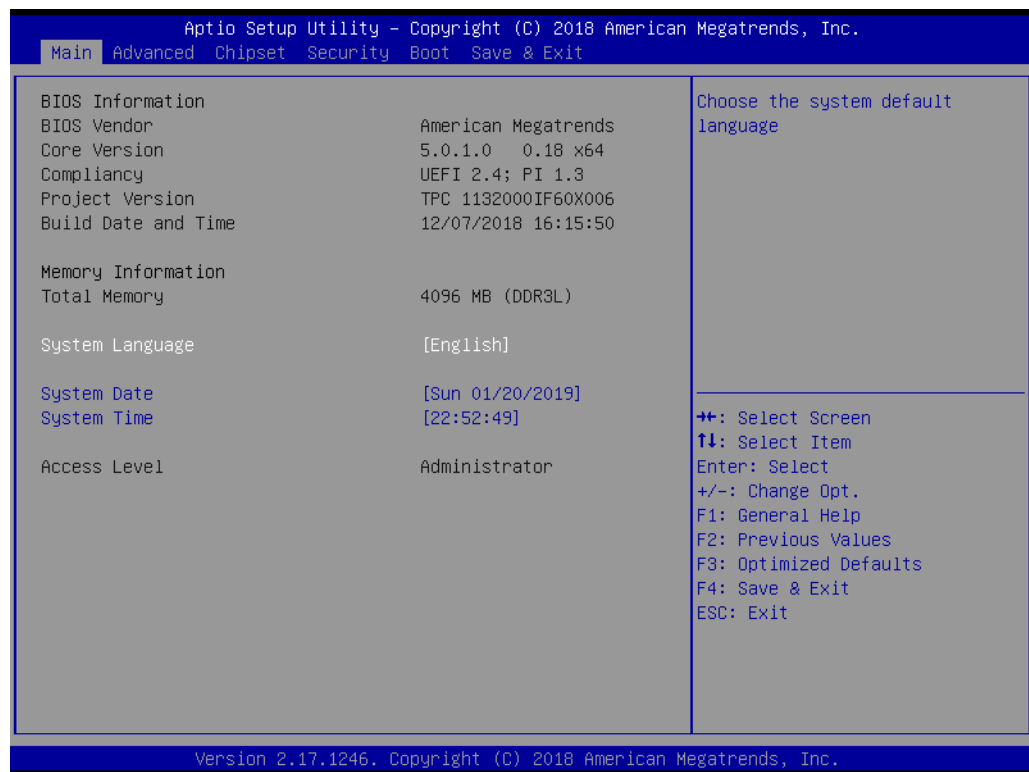 Aptio Setup Utility – Copyright (C) 2018 American Megatrends, Inc.
Main Advanced Chipset Security Boot Save & Exit
BIOS Information
BIOS Vendor American Megatrends
Core Version 5.0.1.0 0.18 x64
Compliancy UEFI 2.4; PI 1.3
Project Version TPC 1132000IF60X006
Build Date and Time 12/07/2018 16:15:50
Memory Information
Total Memory 4096 MB (DDR3L)
System Language [English]
System Date [Sun 01/20/2019]
System Time [22:52:49]
Access Level Administrator
Choose the system default
language
→←: Select Screen
↑↓: Select Item
Enter: Select
+/-: Change Opt.
F1: General Help
F2: Previous Values
F3: Optimized Defaults
F4: Save & Exit
ESC: Exit
Version 2.17.1246. Copyright (C) 2018 American Megatrends, Inc.